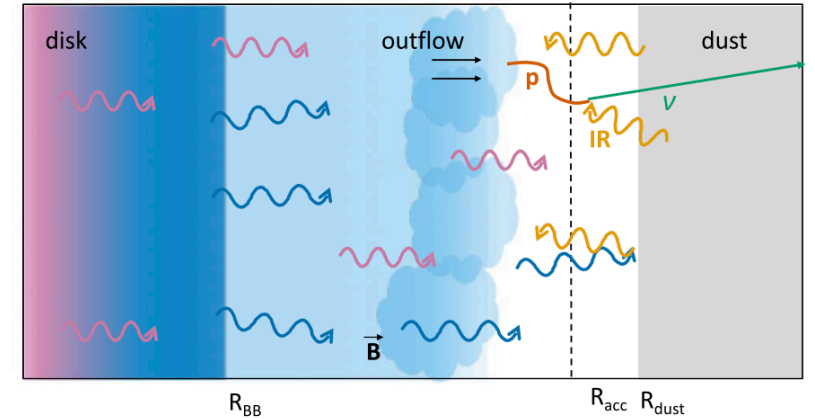 disk
outflow
dust
p
ν
IR
B
R_BB
R_acc
R_dust